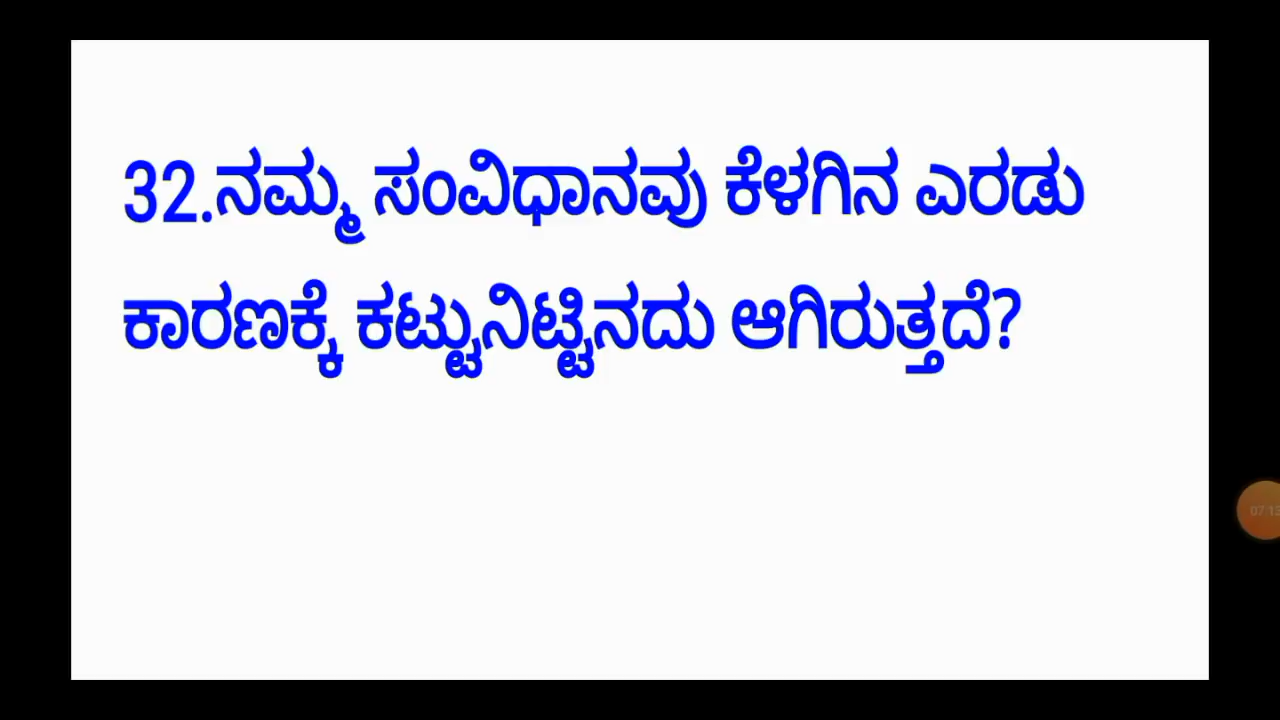 32.ನಮ್ಮ ಸಂವಿಧಾನವು ಕೆಳಗಿನ ಎರಡು
ಕಾರಣಕ್ಕೆ ಕಟ್ಟುನಿಟ್ಟಿನದು ಆಗಿರುತ್ತದೆ?